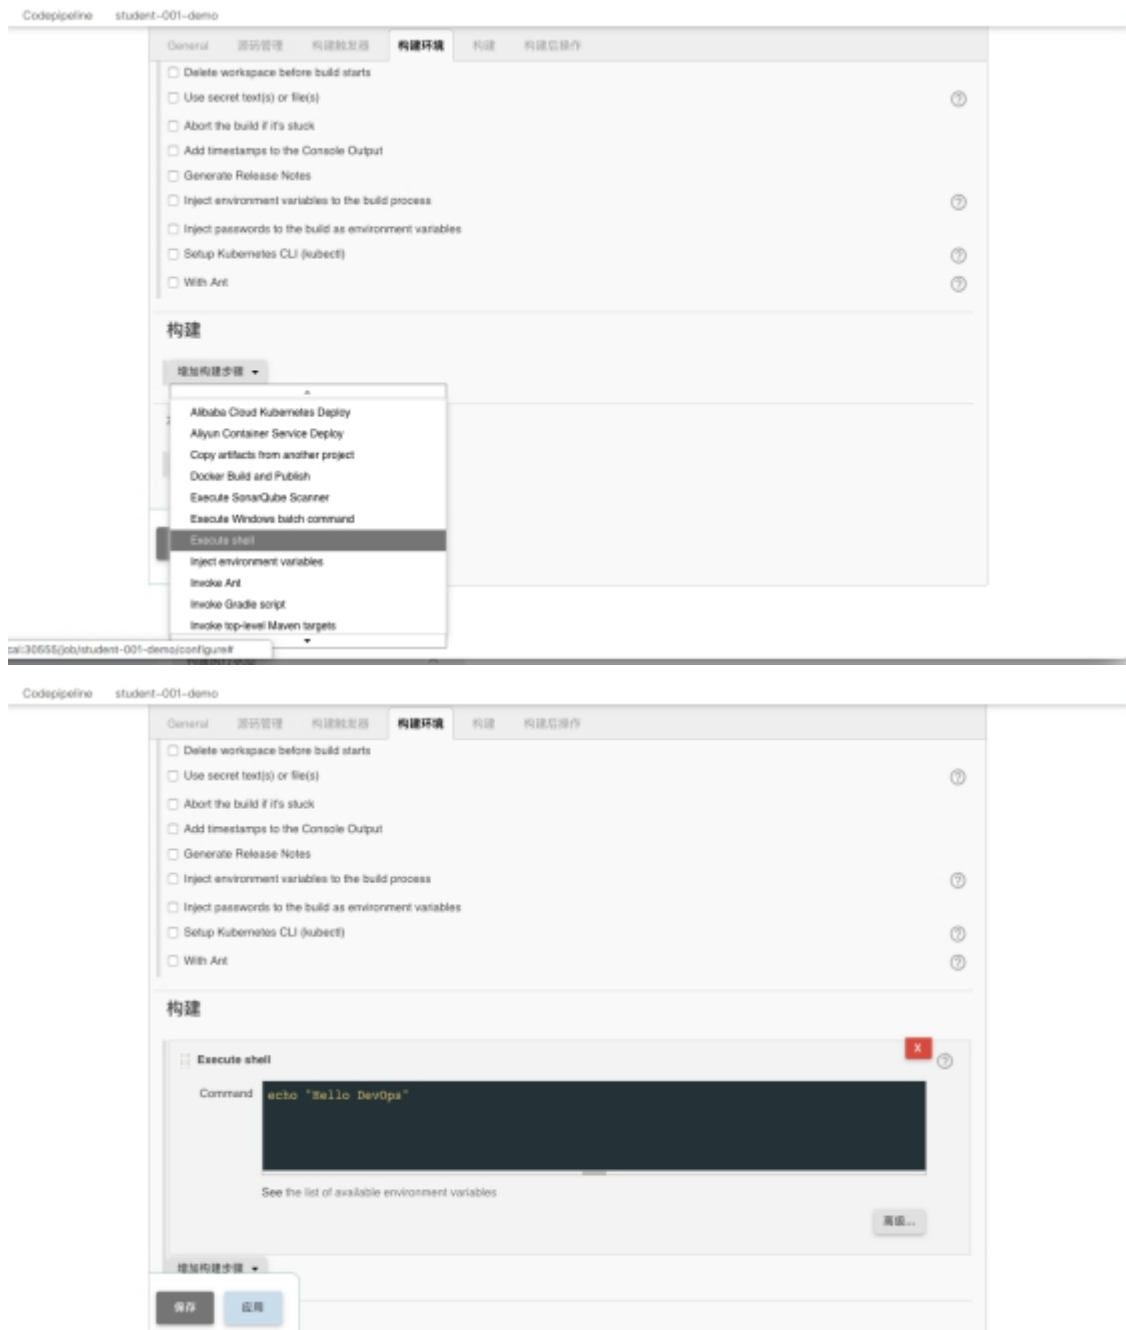 Codepipeline student-001-demo
General 源码管理 构建触发器 构建环境 构建 构建后操作
Delete workspace before build starts
Use secret text(s) or file(s)
Abort the build if it's stuck
Add timestamps to the Console Output
Generate Release Notes
Inject environment variables to the build process
Inject passwords to the build as environment variables
Setup Kubernetes CLI (kubectl)
With Ant
构建
增加构建步骤
Alibaba Cloud Kubernetes Deploy
Aliyun Container Service Deploy
Copy artifacts from another project
Docker Build and Publish
Execute SonarQube Scanner
Execute Windows batch command
Execute shell
Inject environment variables
Invoke Ant
Invoke Gradle script
Invoke top-level Maven targets
cal:30555/job/student-001-demo/configure#
Codepipeline student-001-demo
General 源码管理 构建触发器 构建环境 构建 构建后操作
Delete workspace before build starts
Use secret text(s) or file(s)
Abort the build if it's stuck
Add timestamps to the Console Output
Generate Release Notes
Inject environment variables to the build process
Inject passwords to the build as environment variables
Setup Kubernetes CLI (kubectl)
With Ant
构建
X
Execute shell
Command echo "Hello DevOps"
See the list of available environment variables
高级...
增加构建步骤
保存 应用